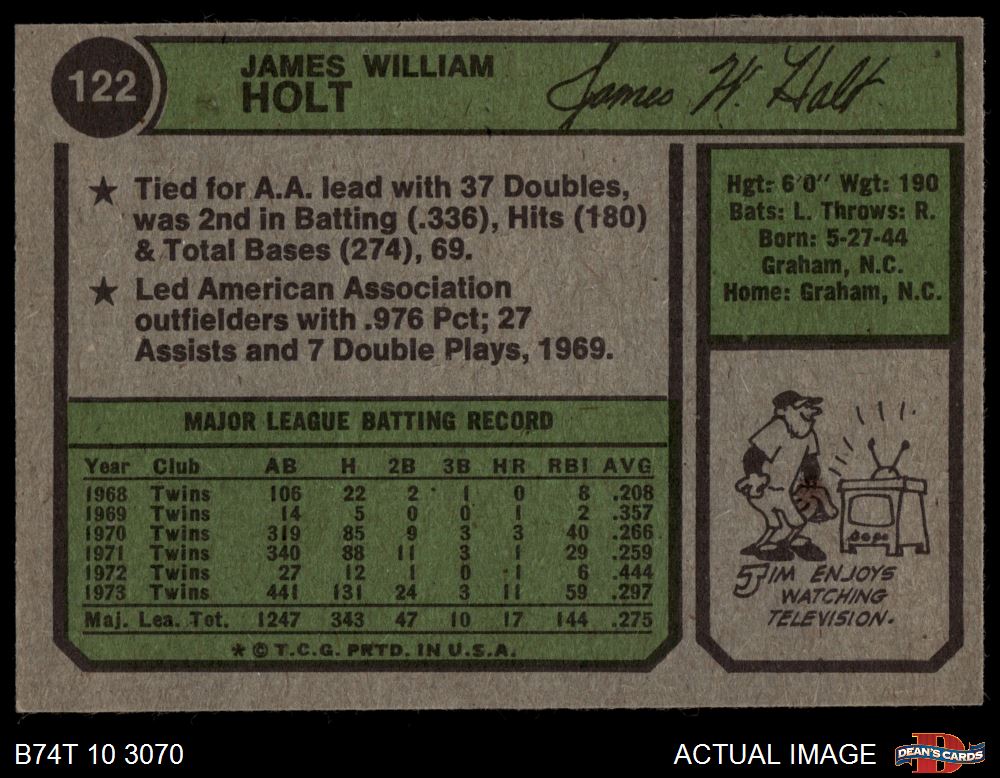 122
JAMES WILLIAM
HOLT
James W. Holt
★ Tied for A.A. lead with 37 Doubles,
was 2nd in Batting (.336), Hits (180)
& Total Bases (274), 69.
★ Led American Association
outfielders with .976 Pct; 27
Assists and 7 Double Plays, 1969.
Hgt: 6'0" Wgt: 190
Bats: L. Throws: R.
Born: 5-27-44
Graham, N.C.
Home: Graham, N.C.
MAJOR LEAGUE BATTING RECORD
Year Club AB H 2B 3B HR RBI AVG
1968 Twins 106 22 2 1 0 8 .208
1969 Twins 14 5 0 0 1 2 .357
1970 Twins 319 85 9 3 3 40 .266
1971 Twins 340 88 11 3 1 29 .259
1972 Twins 27 12 1 0 1 6 .444
1973 Twins 441 131 24 3 11 59 .297
Maj. Lea. Tot. 1247 343 47 10 17 144 .275
* © T.C.G. PRTD. IN U.S.A.
JIM ENJOYS
WATCHING
TELEVISION.
B74T 10 3070
ACTUAL IMAGE
D
DEAN'S CARDS